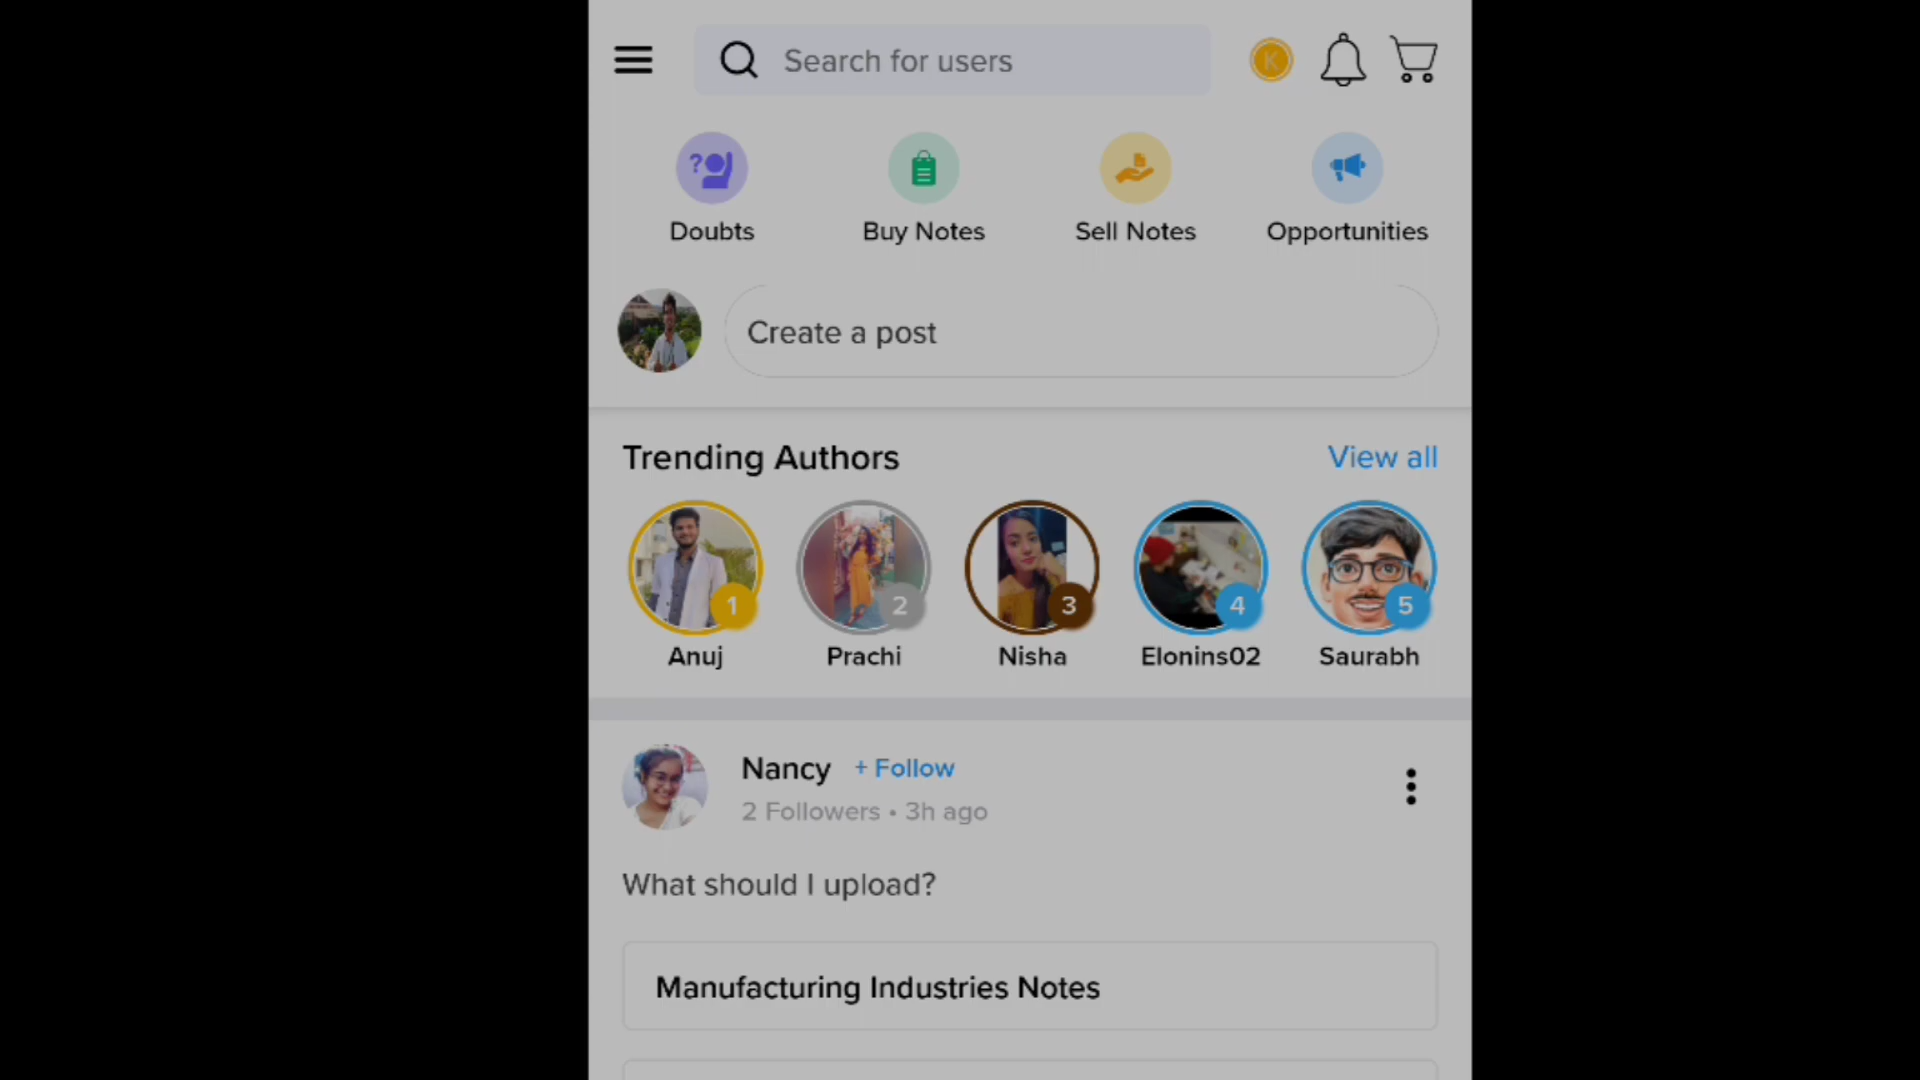 Search for users
K
Doubts
Buy Notes
Sell Notes
Opportunities
Create a post
Trending Authors
View all
1
2
3
4
5
Anuj
Prachi
Nisha
Elonins02
Saurabh
Nancy + Follow
2 Followers • 3h ago
What should I upload?
Manufacturing Industries Notes